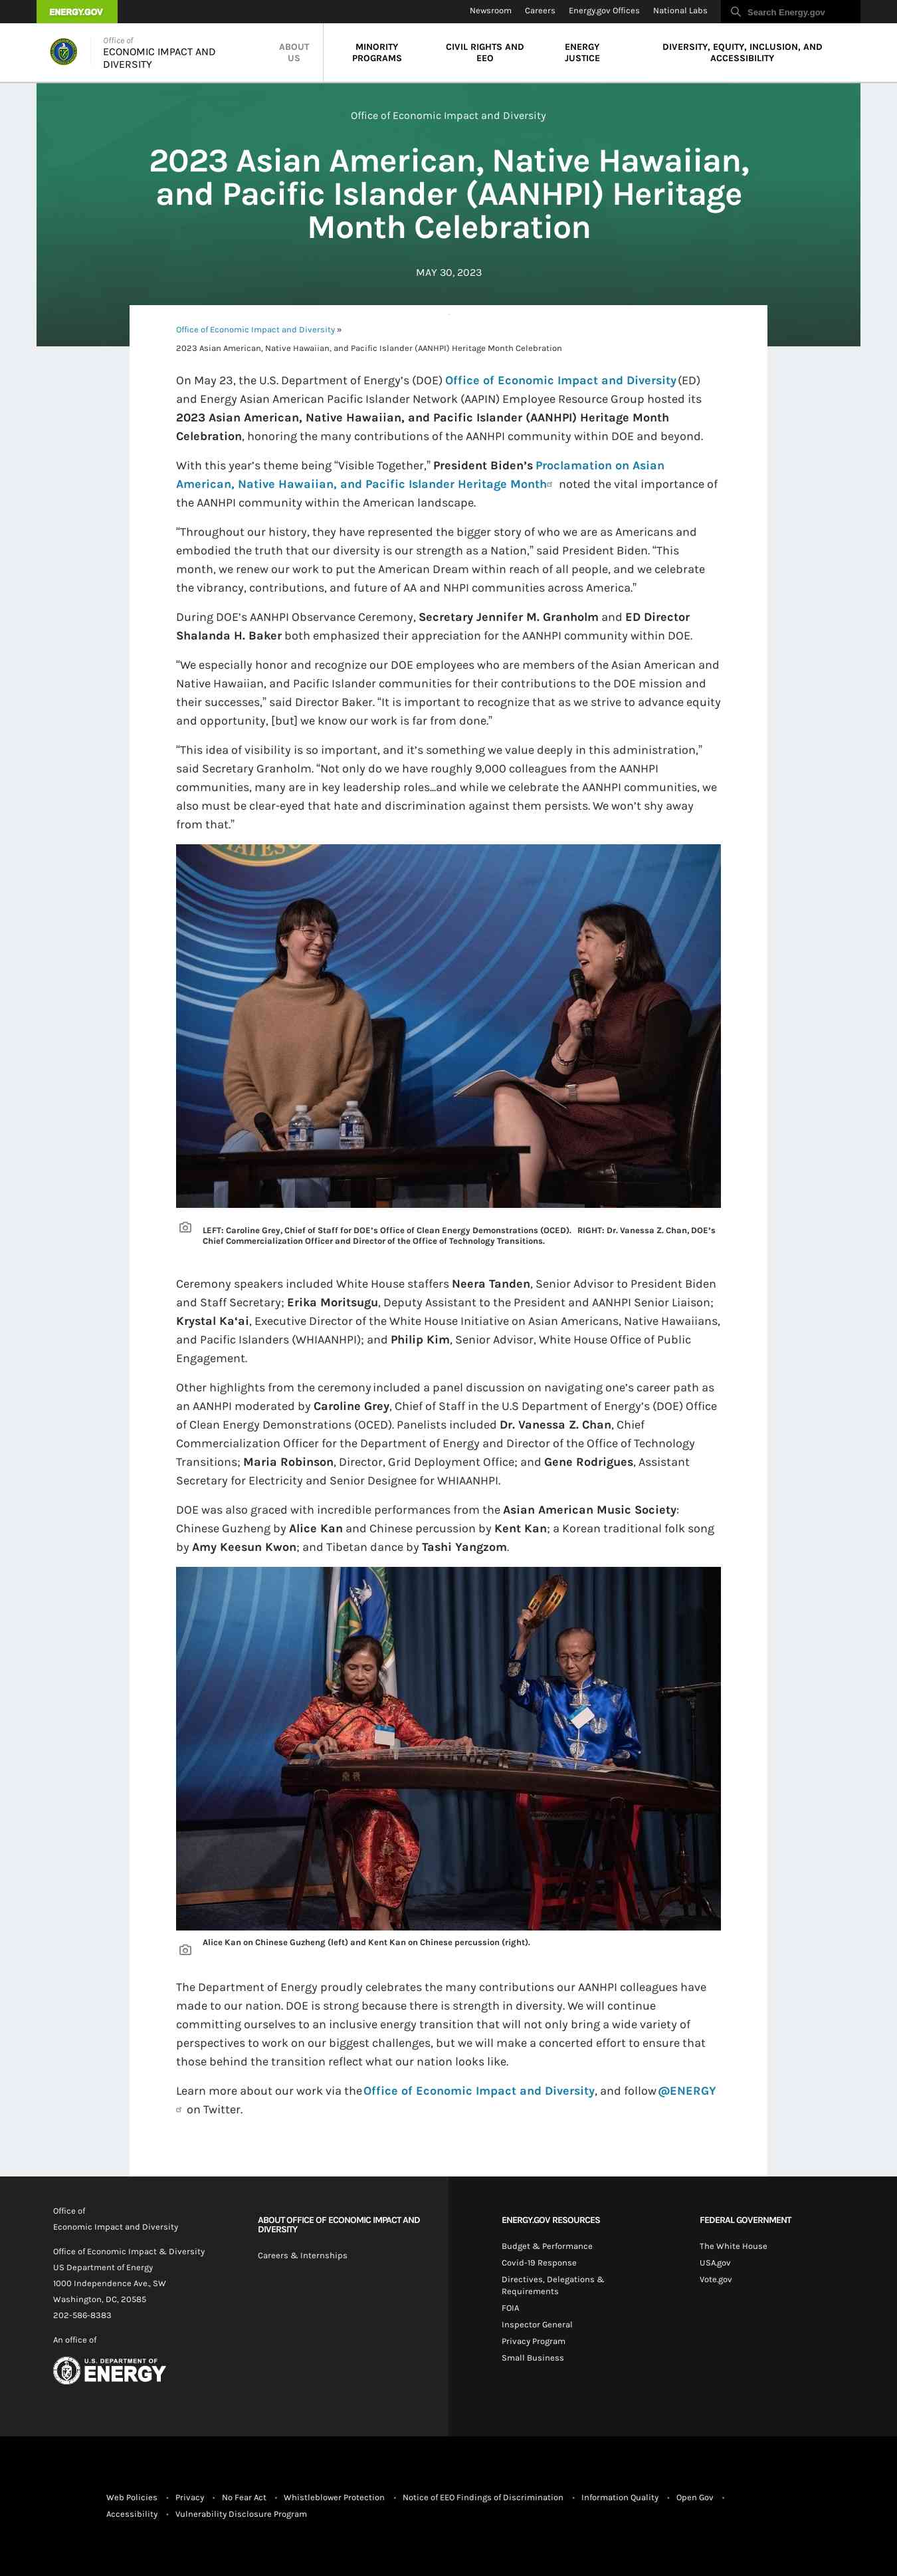 ENERGY.GOV
Newsroom
Careers
Energy.gov Offices
National Labs
Search Energy.gov
Office of
ECONOMIC IMPACT AND
DIVERSITY
ABOUT
US
MINORITY
PROGRAMS
CIVIL RIGHTS AND
EEO
ENERGY
JUSTICE
DIVERSITY, EQUITY, INCLUSION, AND
ACCESSIBILITY
Office of Economic Impact and Diversity
2023 Asian American, Native Hawaiian,
and Pacific Islander (AANHPI) Heritage
Month Celebration
MAY 30, 2023
Office of Economic Impact and Diversity »
2023 Asian American, Native Hawaiian, and Pacific Islander (AANHPI) Heritage Month Celebration
On May 23, the U.S. Department of Energy’s (DOE) Office of Economic Impact and Diversity (ED)
and Energy Asian American Pacific Islander Network (AAPIN) Employee Resource Group hosted its
2023 Asian American, Native Hawaiian, and Pacific Islander (AANHPI) Heritage Month
Celebration, honoring the many contributions of the AANHPI community within DOE and beyond.
With this year’s theme being “Visible Together,” President Biden’s Proclamation on Asian
American, Native Hawaiian, and Pacific Islander Heritage Month noted the vital importance of
the AANHPI community within the American landscape.
“Throughout our history, they have represented the bigger story of who we are as Americans and
embodied the truth that our diversity is our strength as a Nation,” said President Biden. “This
month, we renew our work to put the American Dream within reach of all people, and we celebrate
the vibrancy, contributions, and future of AA and NHPI communities across America.”
During DOE’s AANHPI Observance Ceremony, Secretary Jennifer M. Granholm and ED Director
Shalanda H. Baker both emphasized their appreciation for the AANHPI community within DOE.
“We especially honor and recognize our DOE employees who are members of the Asian American and
Native Hawaiian, and Pacific Islander communities for their contributions to the DOE mission and
their successes,” said Director Baker. “It is important to recognize that as we strive to advance equity
and opportunity, [but] we know our work is far from done.”
“This idea of visibility is so important, and it’s something we value deeply in this administration,”
said Secretary Granholm. “Not only do we have roughly 9,000 colleagues from the AANHPI
communities, many are in key leadership roles...and while we celebrate the AANHPI communities, we
also must be clear-eyed that hate and discrimination against them persists. We won’t shy away
from that.”
LEFT: Caroline Grey, Chief of Staff for DOE’s Office of Clean Energy Demonstrations (OCED). RIGHT: Dr. Vanessa Z. Chan, DOE’s
Chief Commercialization Officer and Director of the Office of Technology Transitions.
Ceremony speakers included White House staffers Neera Tanden, Senior Advisor to President Biden
and Staff Secretary; Erika Moritsugu, Deputy Assistant to the President and AANHPI Senior Liaison;
Krystal Ka‘ai, Executive Director of the White House Initiative on Asian Americans, Native Hawaiians,
and Pacific Islanders (WHIAANHPI); and Philip Kim, Senior Advisor, White House Office of Public
Engagement.
Other highlights from the ceremony included a panel discussion on navigating one’s career path as
an AANHPI moderated by Caroline Grey, Chief of Staff in the U.S Department of Energy’s (DOE) Office
of Clean Energy Demonstrations (OCED). Panelists included Dr. Vanessa Z. Chan, Chief
Commercialization Officer for the Department of Energy and Director of the Office of Technology
Transitions; Maria Robinson, Director, Grid Deployment Office; and Gene Rodrigues, Assistant
Secretary for Electricity and Senior Designee for WHIAANHPI.
DOE was also graced with incredible performances from the Asian American Music Society:
Chinese Guzheng by Alice Kan and Chinese percussion by Kent Kan; a Korean traditional folk song
by Amy Keesun Kwon; and Tibetan dance by Tashi Yangzom.
Alice Kan on Chinese Guzheng (left) and Kent Kan on Chinese percussion (right).
The Department of Energy proudly celebrates the many contributions our AANHPI colleagues have
made to our nation. DOE is strong because there is strength in diversity. We will continue
committing ourselves to an inclusive energy transition that will not only bring a wide variety of
perspectives to work on our biggest challenges, but we will make a concerted effort to ensure that
those behind the transition reflect what our nation looks like.
Learn more about our work via the Office of Economic Impact and Diversity, and follow @ENERGY
on Twitter.
Office of
Economic Impact and Diversity
Office of Economic Impact & Diversity
US Department of Energy
1000 Independence Ave., SW
Washington, DC, 20585
202-586-8383
An office of
U.S. DEPARTMENT OF
ENERGY
ABOUT OFFICE OF ECONOMIC IMPACT AND
DIVERSITY
Careers & Internships
ENERGY.GOV RESOURCES
Budget & Performance
Covid-19 Response
Directives, Delegations &
Requirements
FOIA
Inspector General
Privacy Program
Small Business
FEDERAL GOVERNMENT
The White House
USA.gov
Vote.gov
Web Policies • Privacy • No Fear Act • Whistleblower Protection • Notice of EEO Findings of Discrimination • Information Quality • Open Gov •
Accessibility • Vulnerability Disclosure Program